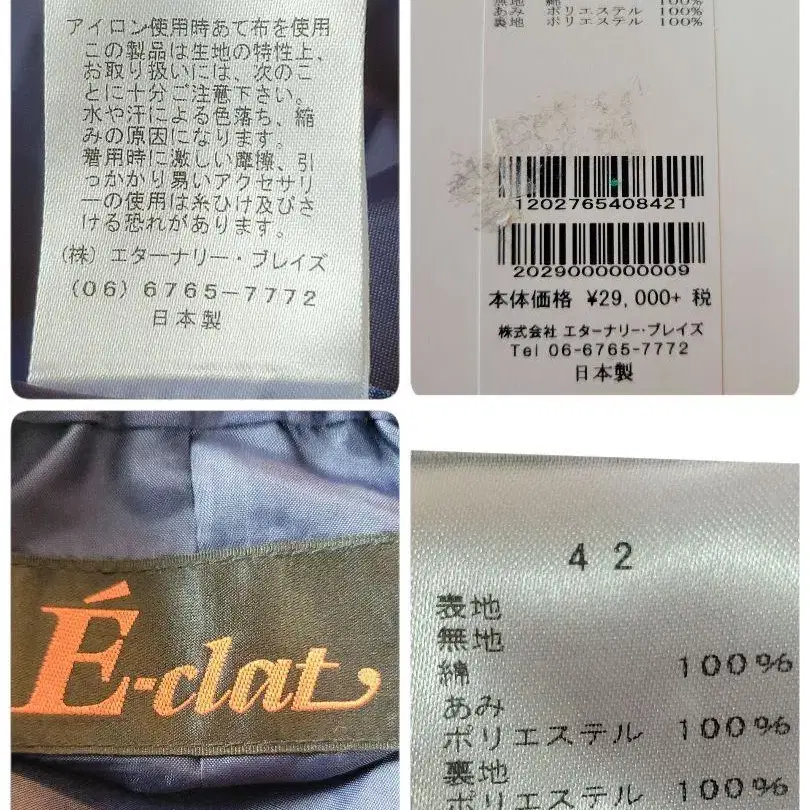 アイロン使用時あて布を使用
この製品は生地の特性上、
お取り扱いには、次のこ
とに十分ご注意下さい。
水や汗による色落ち、縮
みの原因になります。
着用時に激しい摩擦、引
っかかり易いアクセサリ
ーの使用は糸ひけ及びさ
ける恐れがあります。
(株) エターナリー・ブレイズ
(06) 6765-7772
日本製
無地 綿 100%
あみ ポリエステル 100%
裏地 ポリエステル 100%
1202765408421
2029000000009
本体価格 ¥29,000+ 税
株式会社 エターナリー・ブレイズ
Tel 06-6765-7772
日本製
É-clat
42
表地
無地
綿 100%
あみ
ポリエステル 100%
裏地
ポリエステル 100%